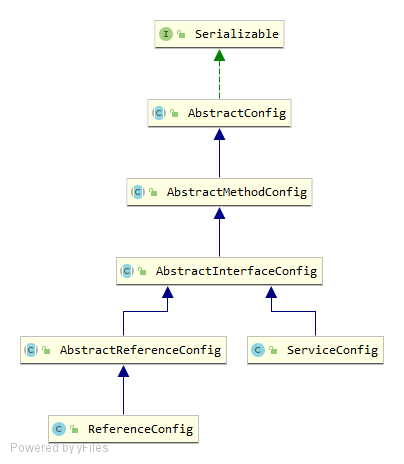 I Serializable
C AbstractConfig
C AbstractMethodConfig
C AbstractInterfaceConfig
C AbstractReferenceConfig
C ServiceConfig
C ReferenceConfig
Powered by yFiles